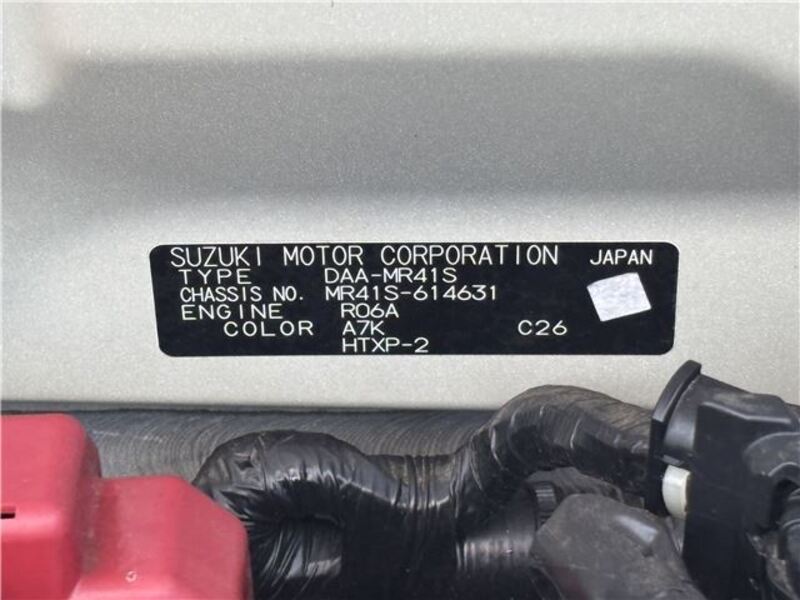 SUZUKI MOTOR CORPORATION JAPAN
TYPE DAA-MR41S
CHASSIS NO. MR41S-614631
ENGINE R06A
COLOR A7K C26
HTXP-2